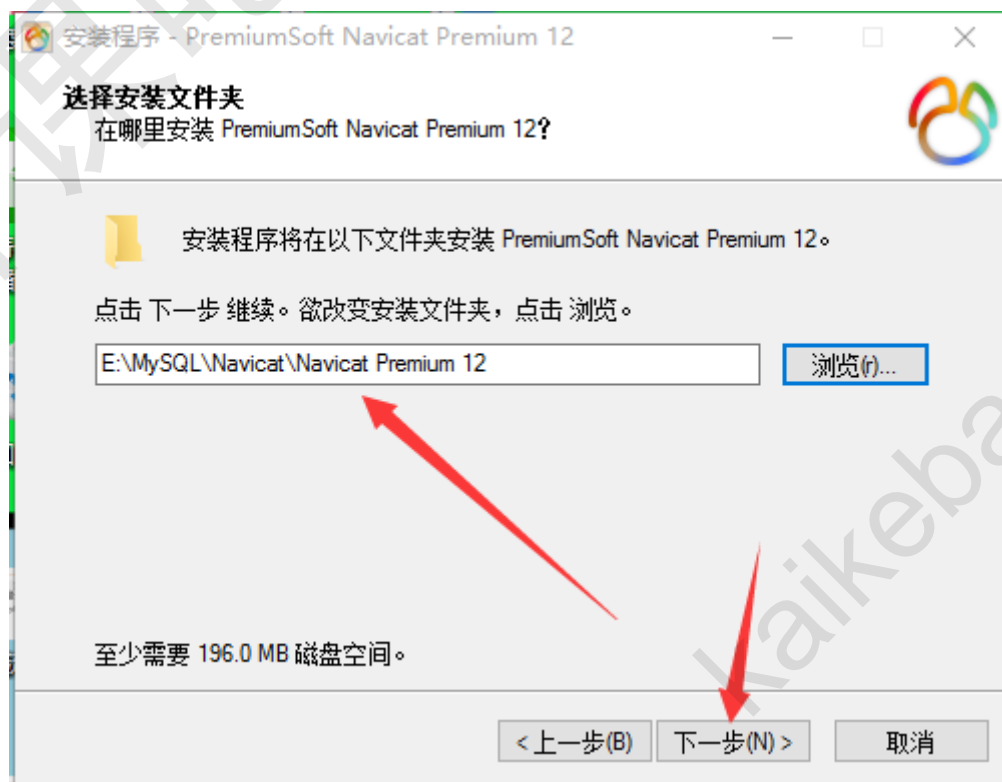 安装程序 - PremiumSoft Navicat Premium 12
选择安装文件夹
在哪里安装 PremiumSoft Navicat Premium 12?
安装程序将在以下文件夹安装 PremiumSoft Navicat Premium 12。
点击 下一步 继续。欲改变安装文件夹，点击 浏览。
E:\MySQL\Navicat\Navicat Premium 12
浏览(r)...
至少需要 196.0 MB 磁盘空间。
<上一步(B) 下一步(N) > 取消
kaikeba